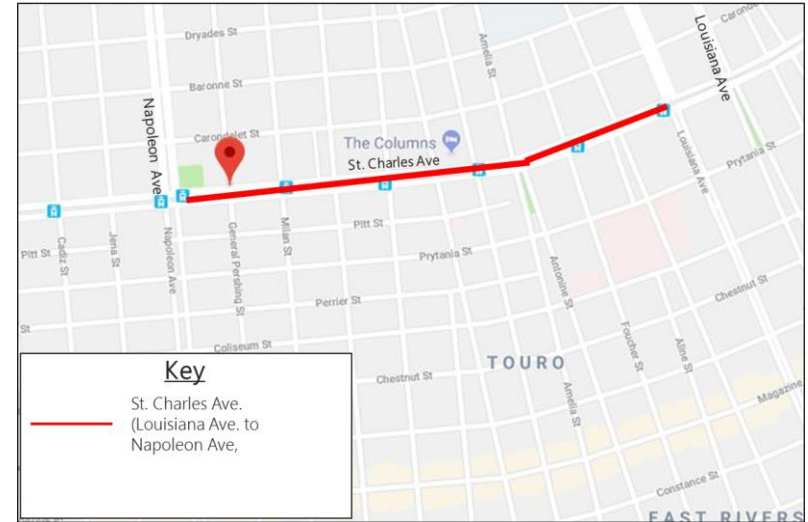 Dryades St
Baronne St
Carondelet St
Amelia St
Napoleon Ave
Louisiana Ave
The Columns
St. Charles Ave
Louisiana Ave
Prytania St
Cadiz St
Jena St
Pitt St
Napoleon Ave
General Pershing St
Milan St
Pitt St
Prytania St
Perrier St
Antonine St
Foucher St
Aline St
Chestnut St
St
Coliseum St
TOURO
Chestnut St
Amelia St
Magazine
Constance St
EAST RIVERS
Key
St. Charles Ave.
(Louisiana Ave. to
Napoleon Ave,